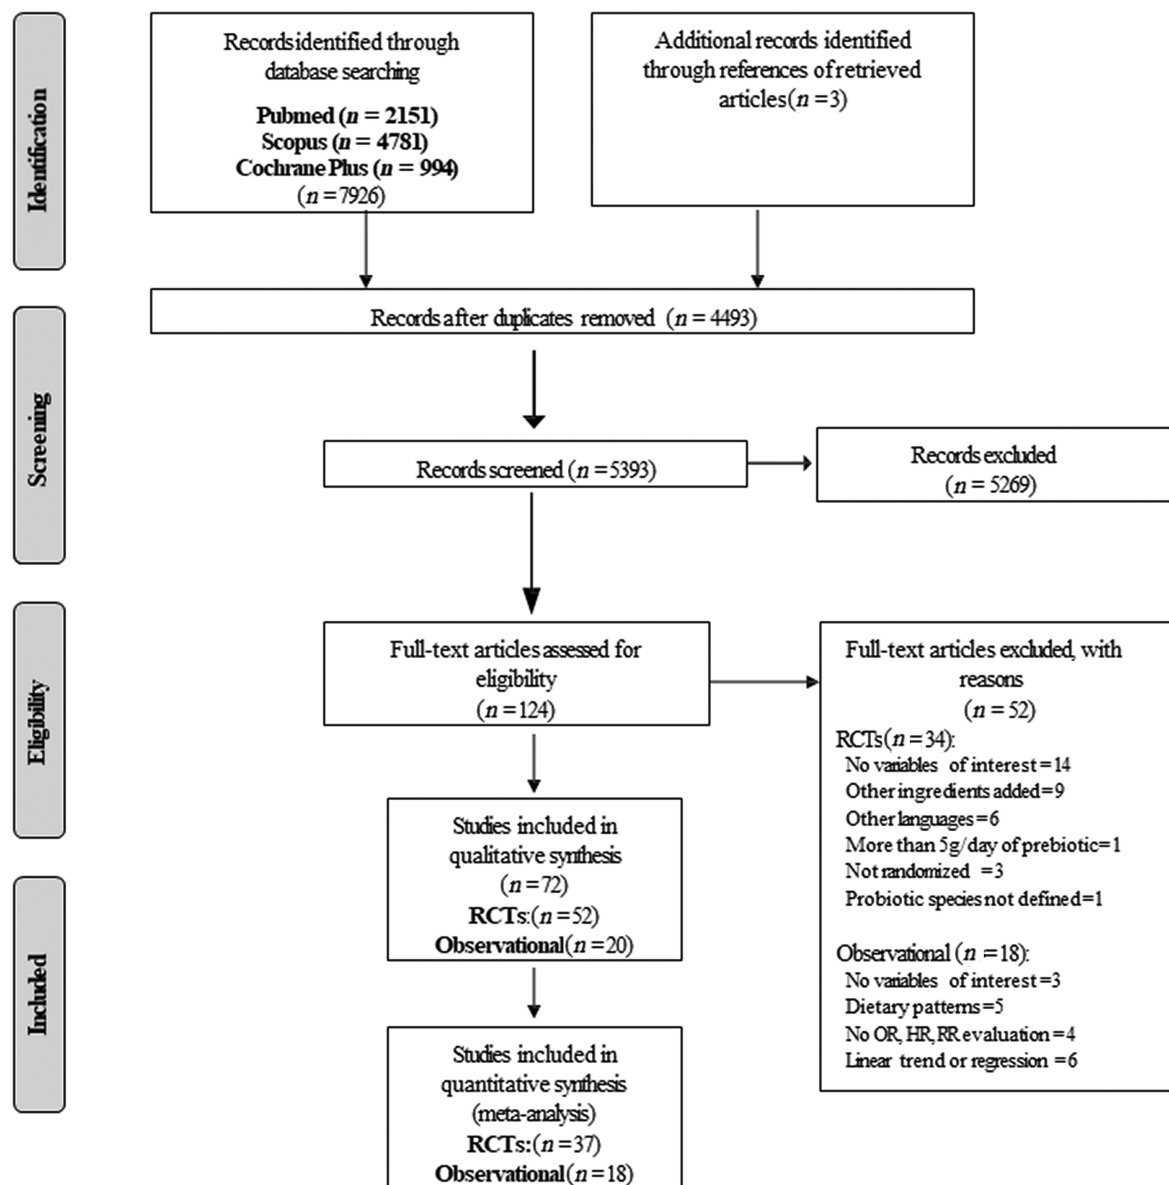 Identification
Records identified through
database searching
Pubmed (n = 2151)
Scopus (n = 4781)
Cochrane Plus (n = 994)
(n = 7926)
Additional records identified
through references of retrieved
articles (n = 3)
Screening
Records after duplicates removed (n = 4493)
Records screened (n = 5393)
Records excluded
(n = 5269)
Eligibility
Full-text articles assessed for
eligibility
(n = 124)
Full-text articles excluded, with
reasons
(n = 52)
RCTs (n = 34):
No variables of interest = 14
Other ingredients added = 9
Other languages = 6
More than 5g/day of prebiotic = 1
Not randomized = 3
Probiotic species not defined = 1
Observational (n = 18):
No variables of interest = 3
Dietary patterns = 5
No OR, HR, RR evaluation = 4
Linear trend or regression = 6
Studies included in
qualitative synthesis
(n = 72)
RCTs: (n = 52)
Observational (n = 20)
Included
Studies included in
quantitative synthesis
(meta-analysis)
RCTs: (n = 37)
Observational (n = 18)